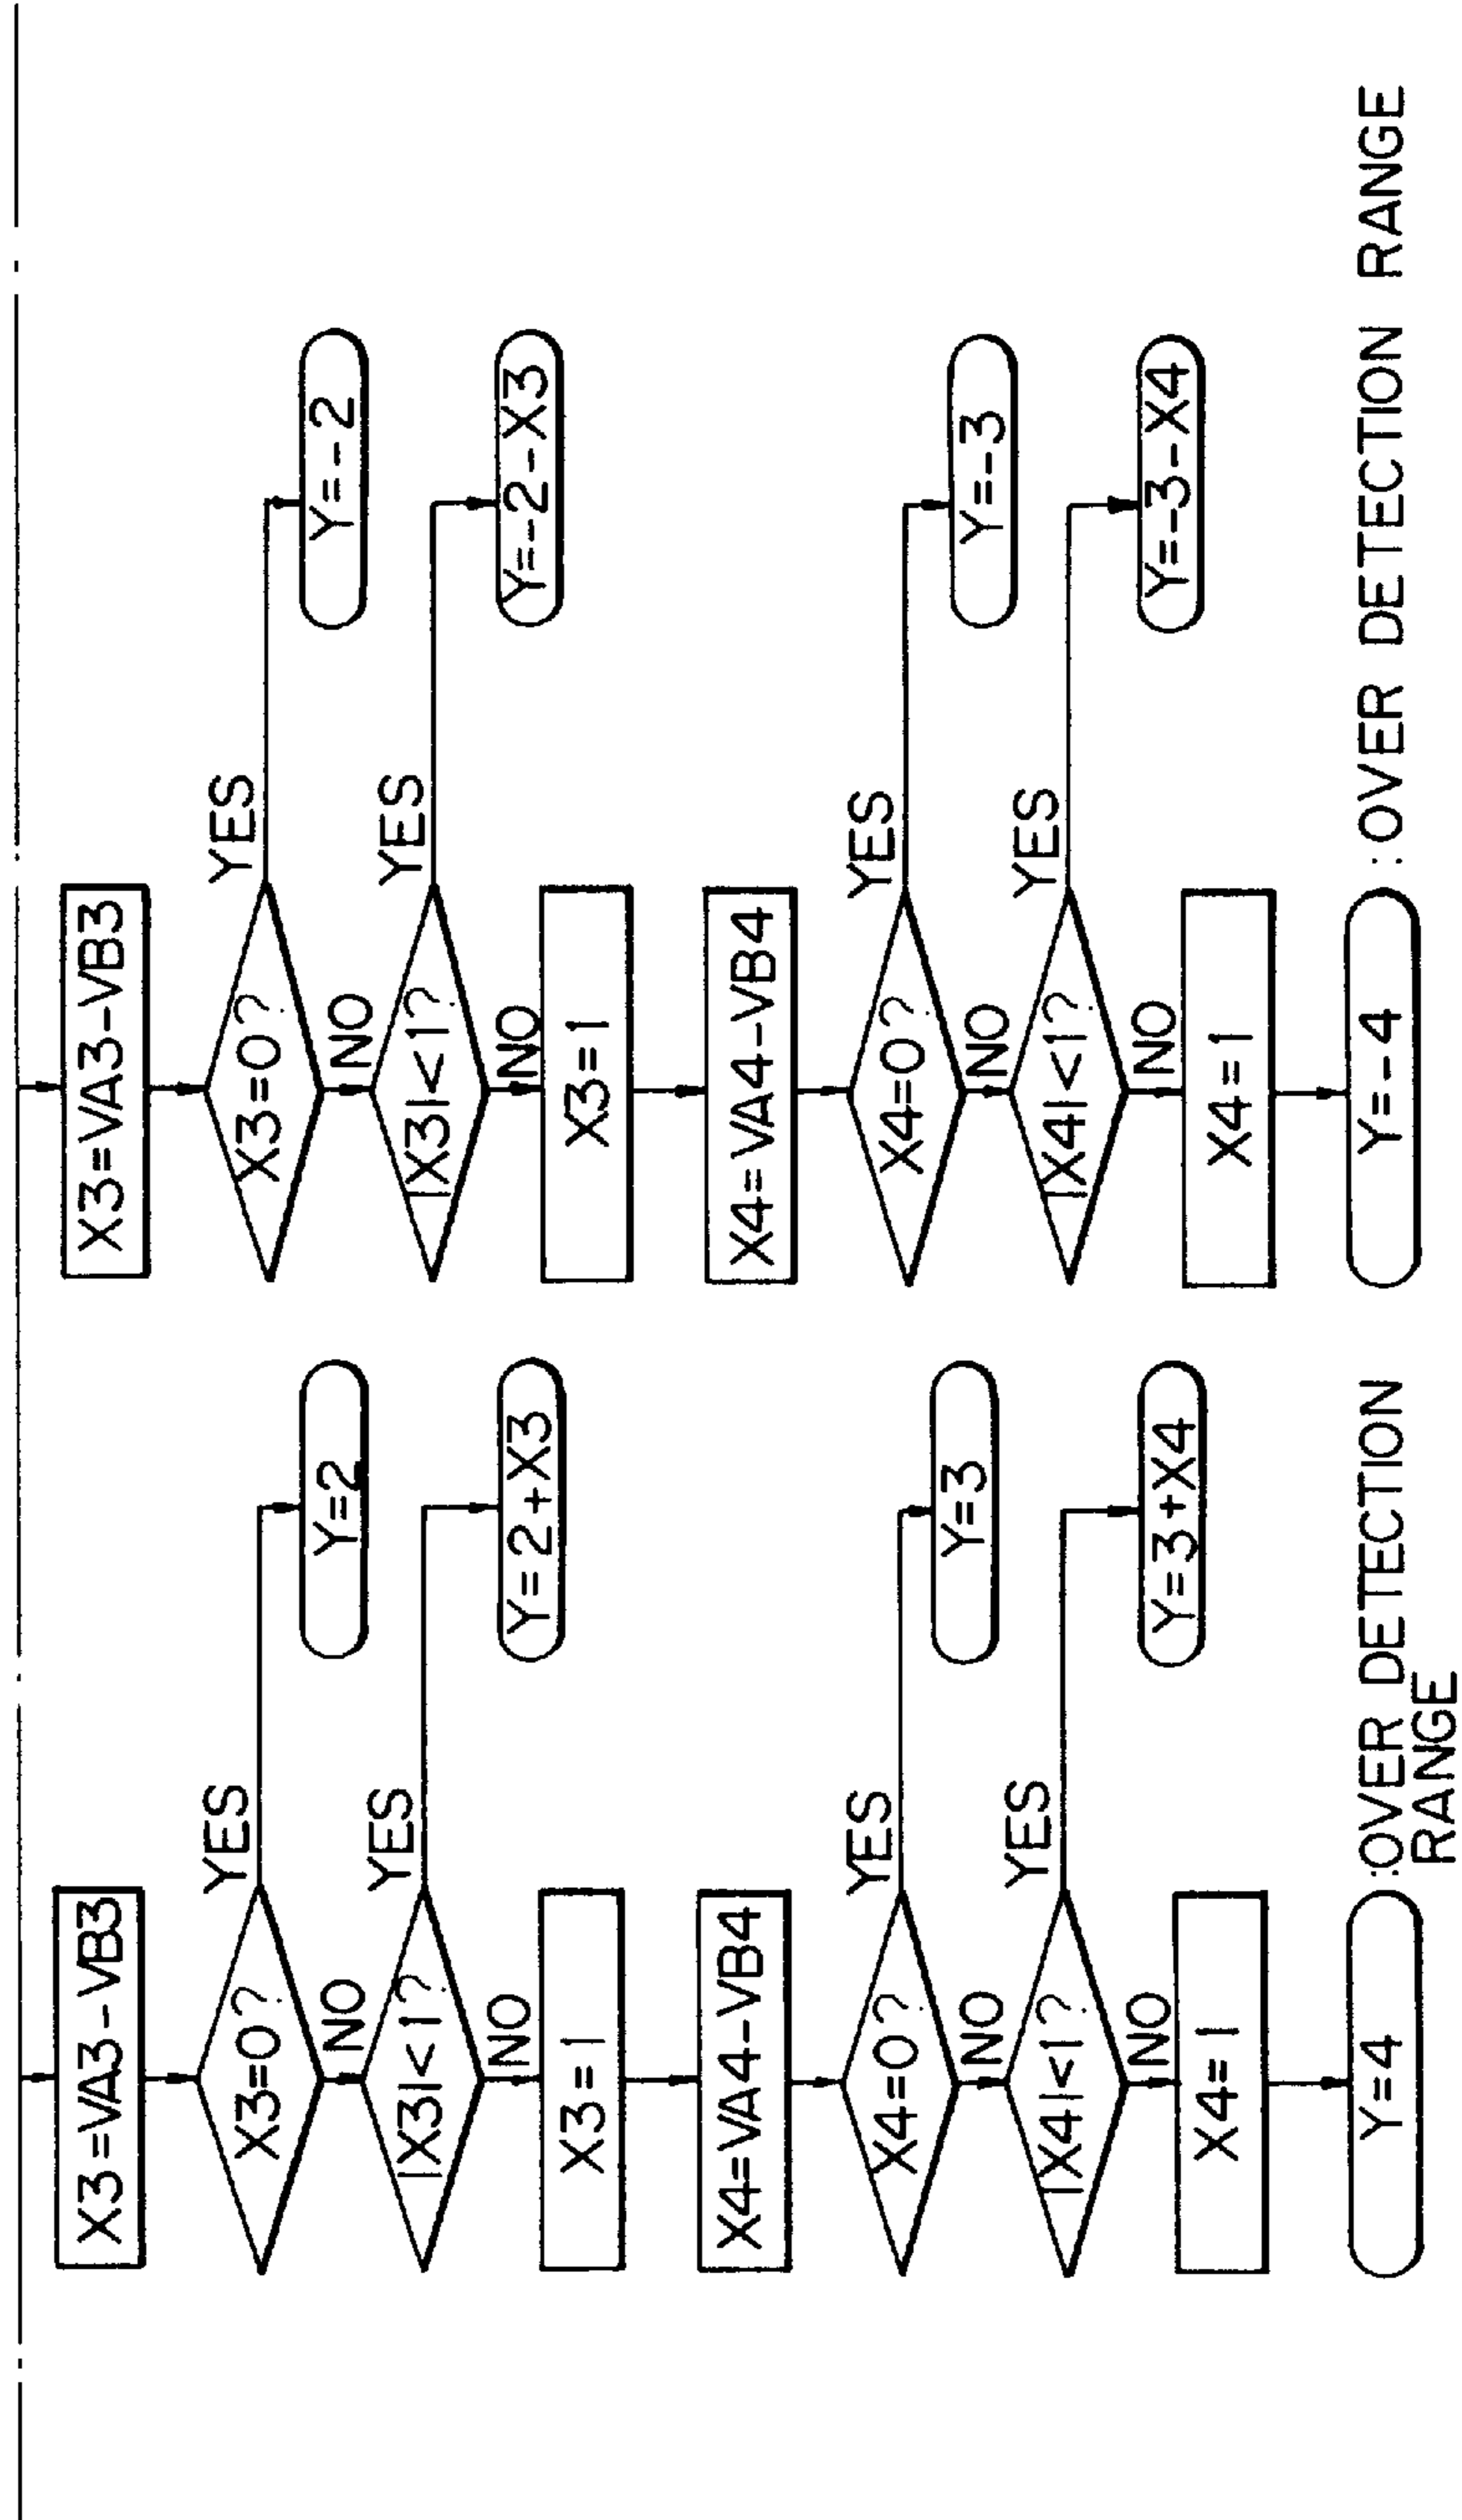 X3=VA3-VB3
X3=0?
YES
NO
Y=2
|X3|<1?
YES
NO
Y=2+X3
X3=1
X4=VA4-VB4
X4=0?
YES
NO
Y=3
|X4|<1?
YES
NO
Y=3+X4
X4=1
Y=4
:OVER DETECTION
RANGE
X3=VA3-VB3
X3=0?
YES
NO
Y=-2
|X3|<1?
YES
NO
Y=-2-X3
X3=1
X4=VA4-VB4
X4=0?
YES
NO
Y=-3
|X4|<1?
YES
NO
Y=-3-X4
X4=1
Y=-4
:OVER DETECTION RANGE